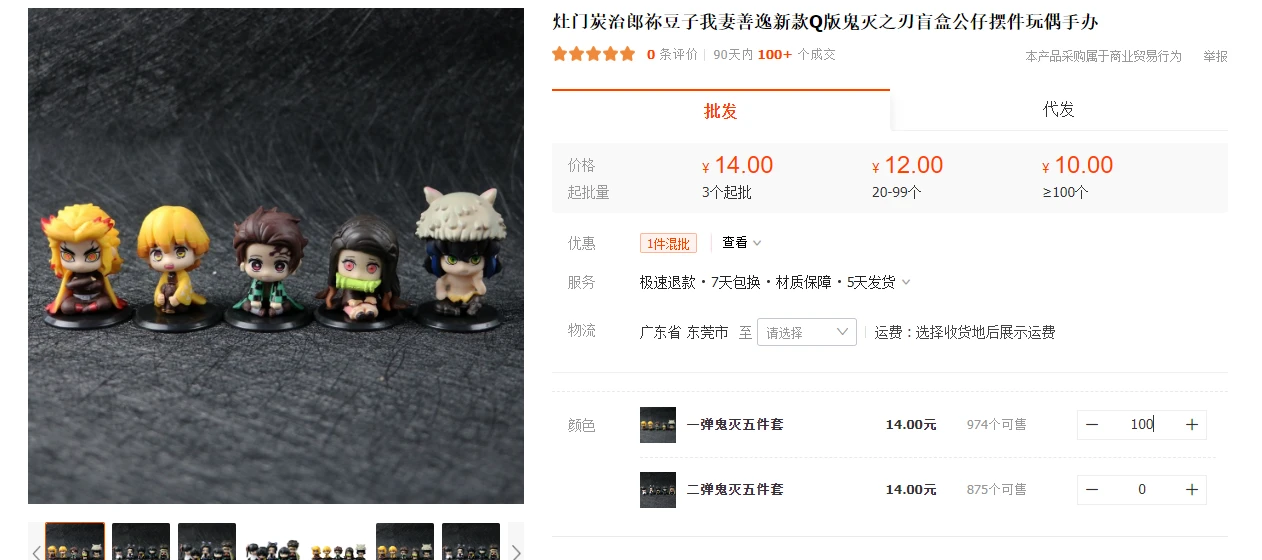 灶门炭治郎祢豆子我妻善逸新款Q版鬼灭之刃盲盒公仔摆件玩偶手办
0 条评价 90天内 100+ 个成交 本产品采购属于商业贸易行为 举报
批发 代发
价格 ¥ 14.00 ¥ 12.00 ¥ 10.00
起批量 3个起批 20-99个 ≥100个
优惠 1件混批 查看
服务 极速退款・7天包换・材质保障・5天发货
物流 广东省 东莞市 至 请选择 运费：选择收货地后展示运费
颜色 一弹鬼灭五件套 14.00元 974个可售 − 100 +
二弹鬼灭五件套 14.00元 875个可售 − 0 +